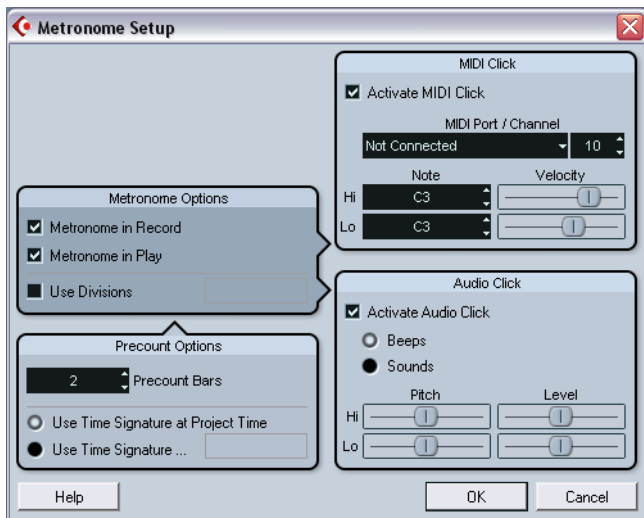 Metronome Setup
MIDI Click
Activate MIDI Click
MIDI Port / Channel
Not Connected 10
Note Velocity
Hi C3
Lo C3
Metronome Options
Metronome in Record
Metronome in Play
Use Divisions
Audio Click
Activate Audio Click
Beeps
Sounds
Pitch Level
Hi
Lo
Precount Options
2 Precount Bars
Use Time Signature at Project Time
Use Time Signature ...
Help OK Cancel